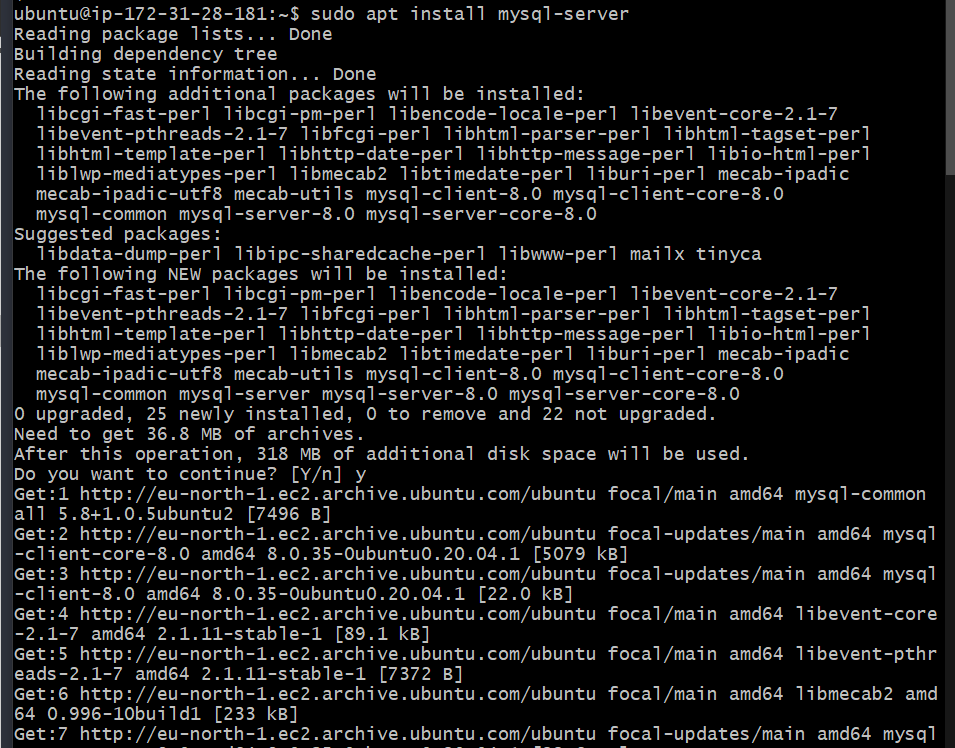 ubuntu@ip-172-31-28-181:~$ sudo apt install mysql-server
Reading package lists... Done
Building dependency tree
Reading state information... Done
The following additional packages will be installed:
  libcgi-fast-perl libcgi-pm-perl libencode-locale-perl libevent-core-2.1-7
  libevent-pthreads-2.1-7 libfcgi-perl libhtml-parser-perl libhtml-tagset-perl
  libhtml-template-perl libhttp-date-perl libhttp-message-perl libio-html-perl
  liblwp-mediatypes-perl libmecab2 libtimedate-perl liburi-perl mecab-ipadic
  mecab-ipadic-utf8 mecab-utils mysql-client-8.0 mysql-client-core-8.0
  mysql-common mysql-server-8.0 mysql-server-core-8.0
Suggested packages:
  libdata-dump-perl libipc-sharedcache-perl libwww-perl mailx tinyca
The following NEW packages will be installed:
  libcgi-fast-perl libcgi-pm-perl libencode-locale-perl libevent-core-2.1-7
  libevent-pthreads-2.1-7 libfcgi-perl libhtml-parser-perl libhtml-tagset-perl
  libhtml-template-perl libhttp-date-perl libhttp-message-perl libio-html-perl
  liblwp-mediatypes-perl libmecab2 libtimedate-perl liburi-perl mecab-ipadic
  mecab-ipadic-utf8 mecab-utils mysql-client-8.0 mysql-client-core-8.0
  mysql-common mysql-server mysql-server-8.0 mysql-server-core-8.0
0 upgraded, 25 newly installed, 0 to remove and 22 not upgraded.
Need to get 36.8 MB of archives.
After this operation, 318 MB of additional disk space will be used.
Do you want to continue? [Y/n] y
Get:1 http://eu-north-1.ec2.archive.ubuntu.com/ubuntu focal/main amd64 mysql-common
all 5.8+1.0.5ubuntu2 [7496 B]
Get:2 http://eu-north-1.ec2.archive.ubuntu.com/ubuntu focal-updates/main amd64 mysql
-client-core-8.0 amd64 8.0.35-0ubuntu0.20.04.1 [5079 kB]
Get:3 http://eu-north-1.ec2.archive.ubuntu.com/ubuntu focal-updates/main amd64 mysql
-client-8.0 amd64 8.0.35-0ubuntu0.20.04.1 [22.0 kB]
Get:4 http://eu-north-1.ec2.archive.ubuntu.com/ubuntu focal/main amd64 libevent-core
-2.1-7 amd64 2.1.11-stable-1 [89.1 kB]
Get:5 http://eu-north-1.ec2.archive.ubuntu.com/ubuntu focal/main amd64 libevent-pthr
eads-2.1-7 amd64 2.1.11-stable-1 [7372 B]
Get:6 http://eu-north-1.ec2.archive.ubuntu.com/ubuntu focal/main amd64 libmecab2 amd
64 0.996-10build1 [233 kB]
Get:7 http://eu-north-1.ec2.archive.ubuntu.com/ubuntu focal-updates/main amd64 mysql